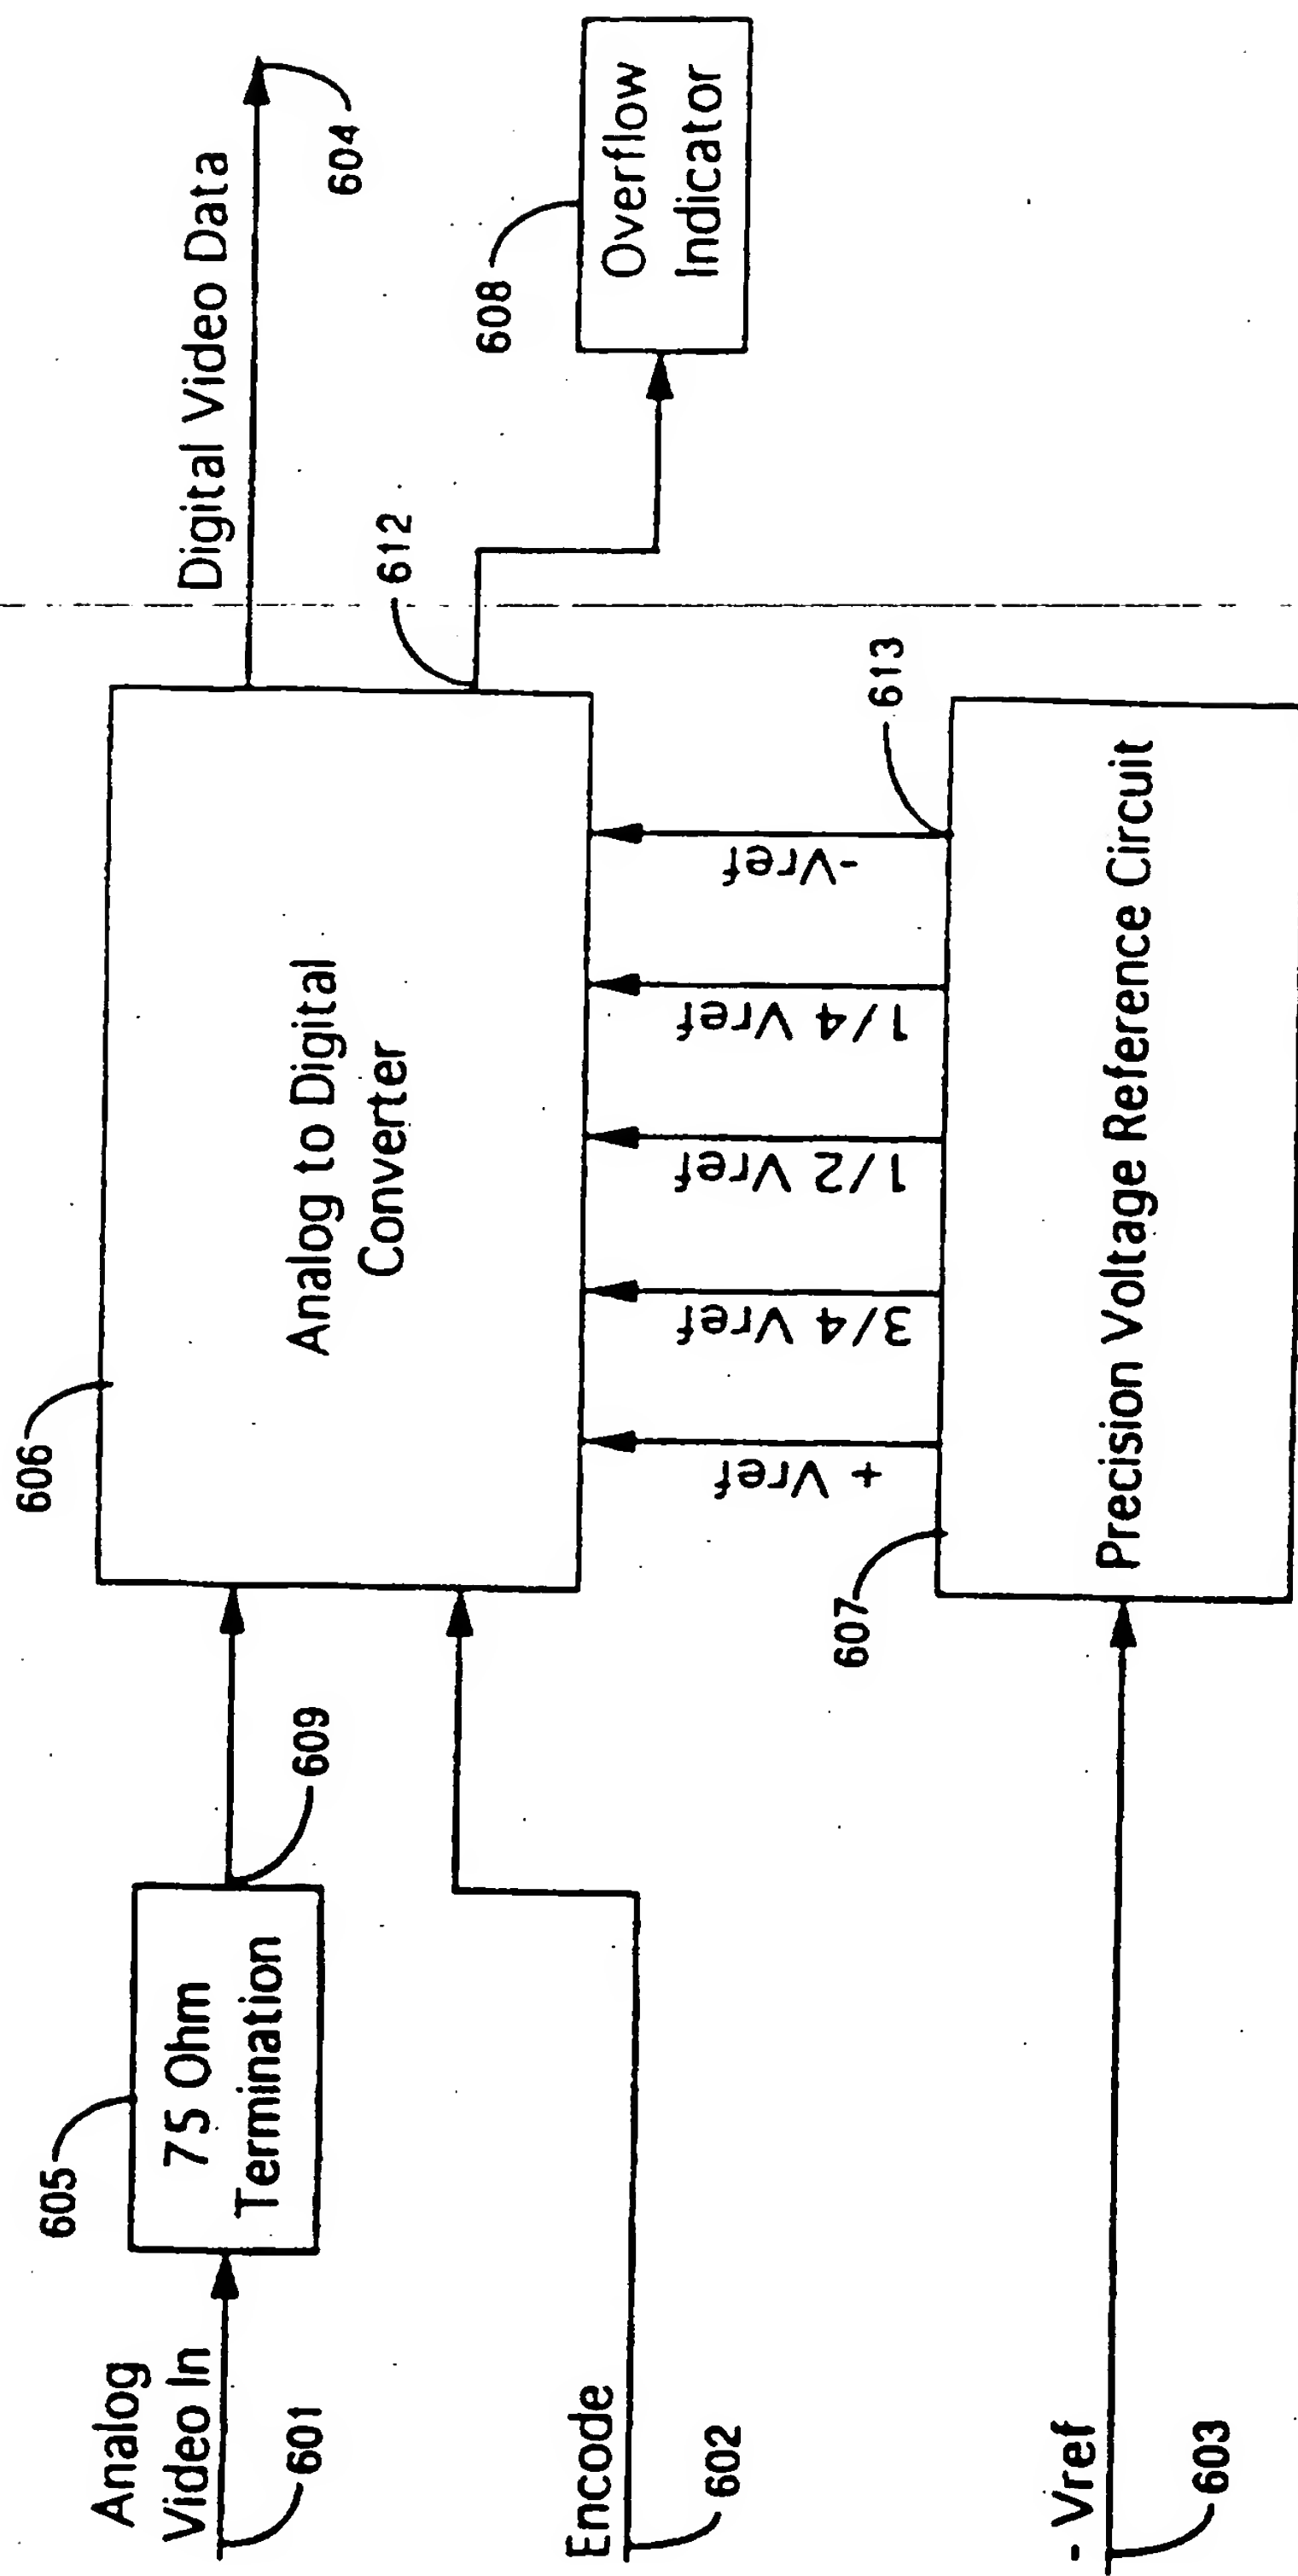 Analog
Video In
601
605
75 Ohm
Termination
609
606
Analog to Digital
Converter
Digital Video Data
604
612
608
Overflow
Indicator
Encode
602
+ Vref
3/4 Vref
1/2 Vref
1/4 Vref
-Vref
613
607
Precision Voltage Reference Circuit
- Vref
603